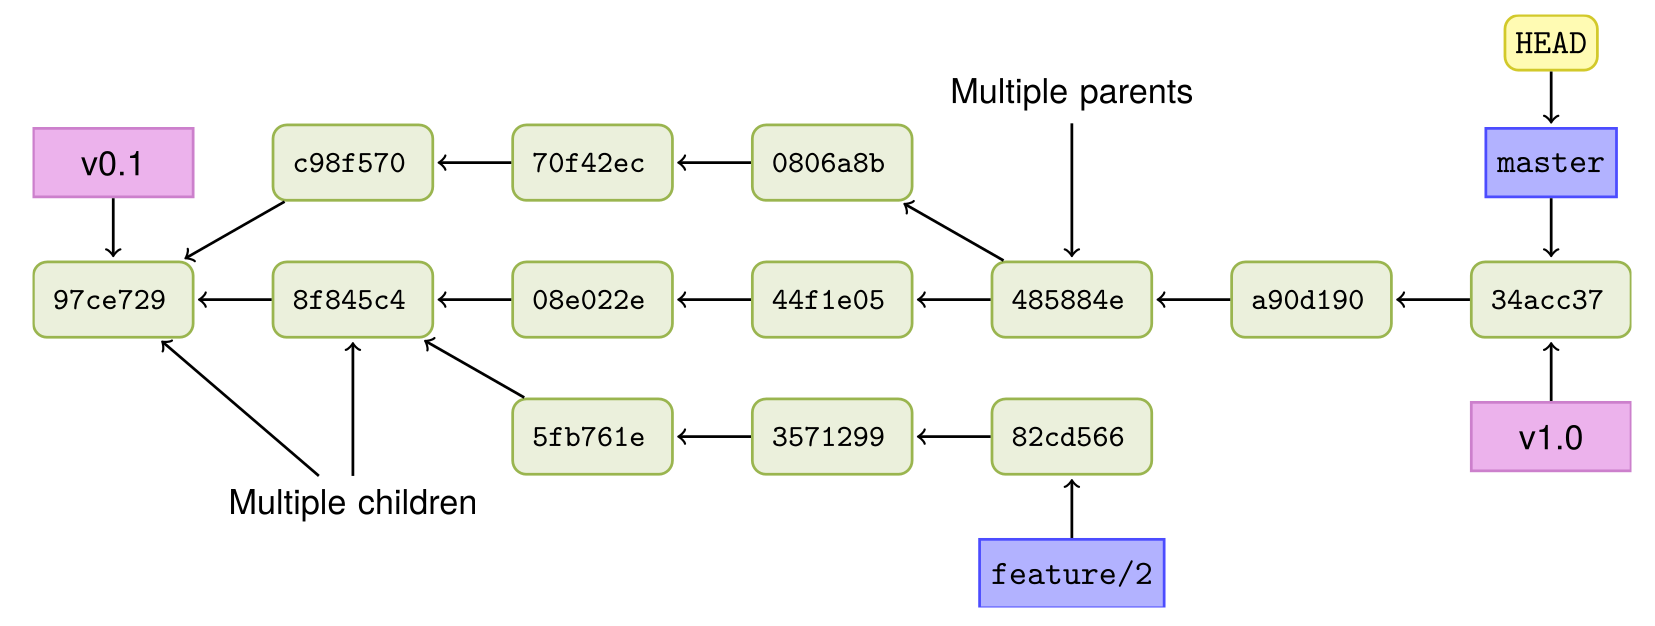 HEAD
Multiple parents
v0.1
c98f570
70f42ec
0806a8b
master
97ce729
8f845c4
08e022e
44f1e05
485884e
a90d190
34acc37
5fb761e
3571299
82cd566
v1.0
Multiple children
feature/2